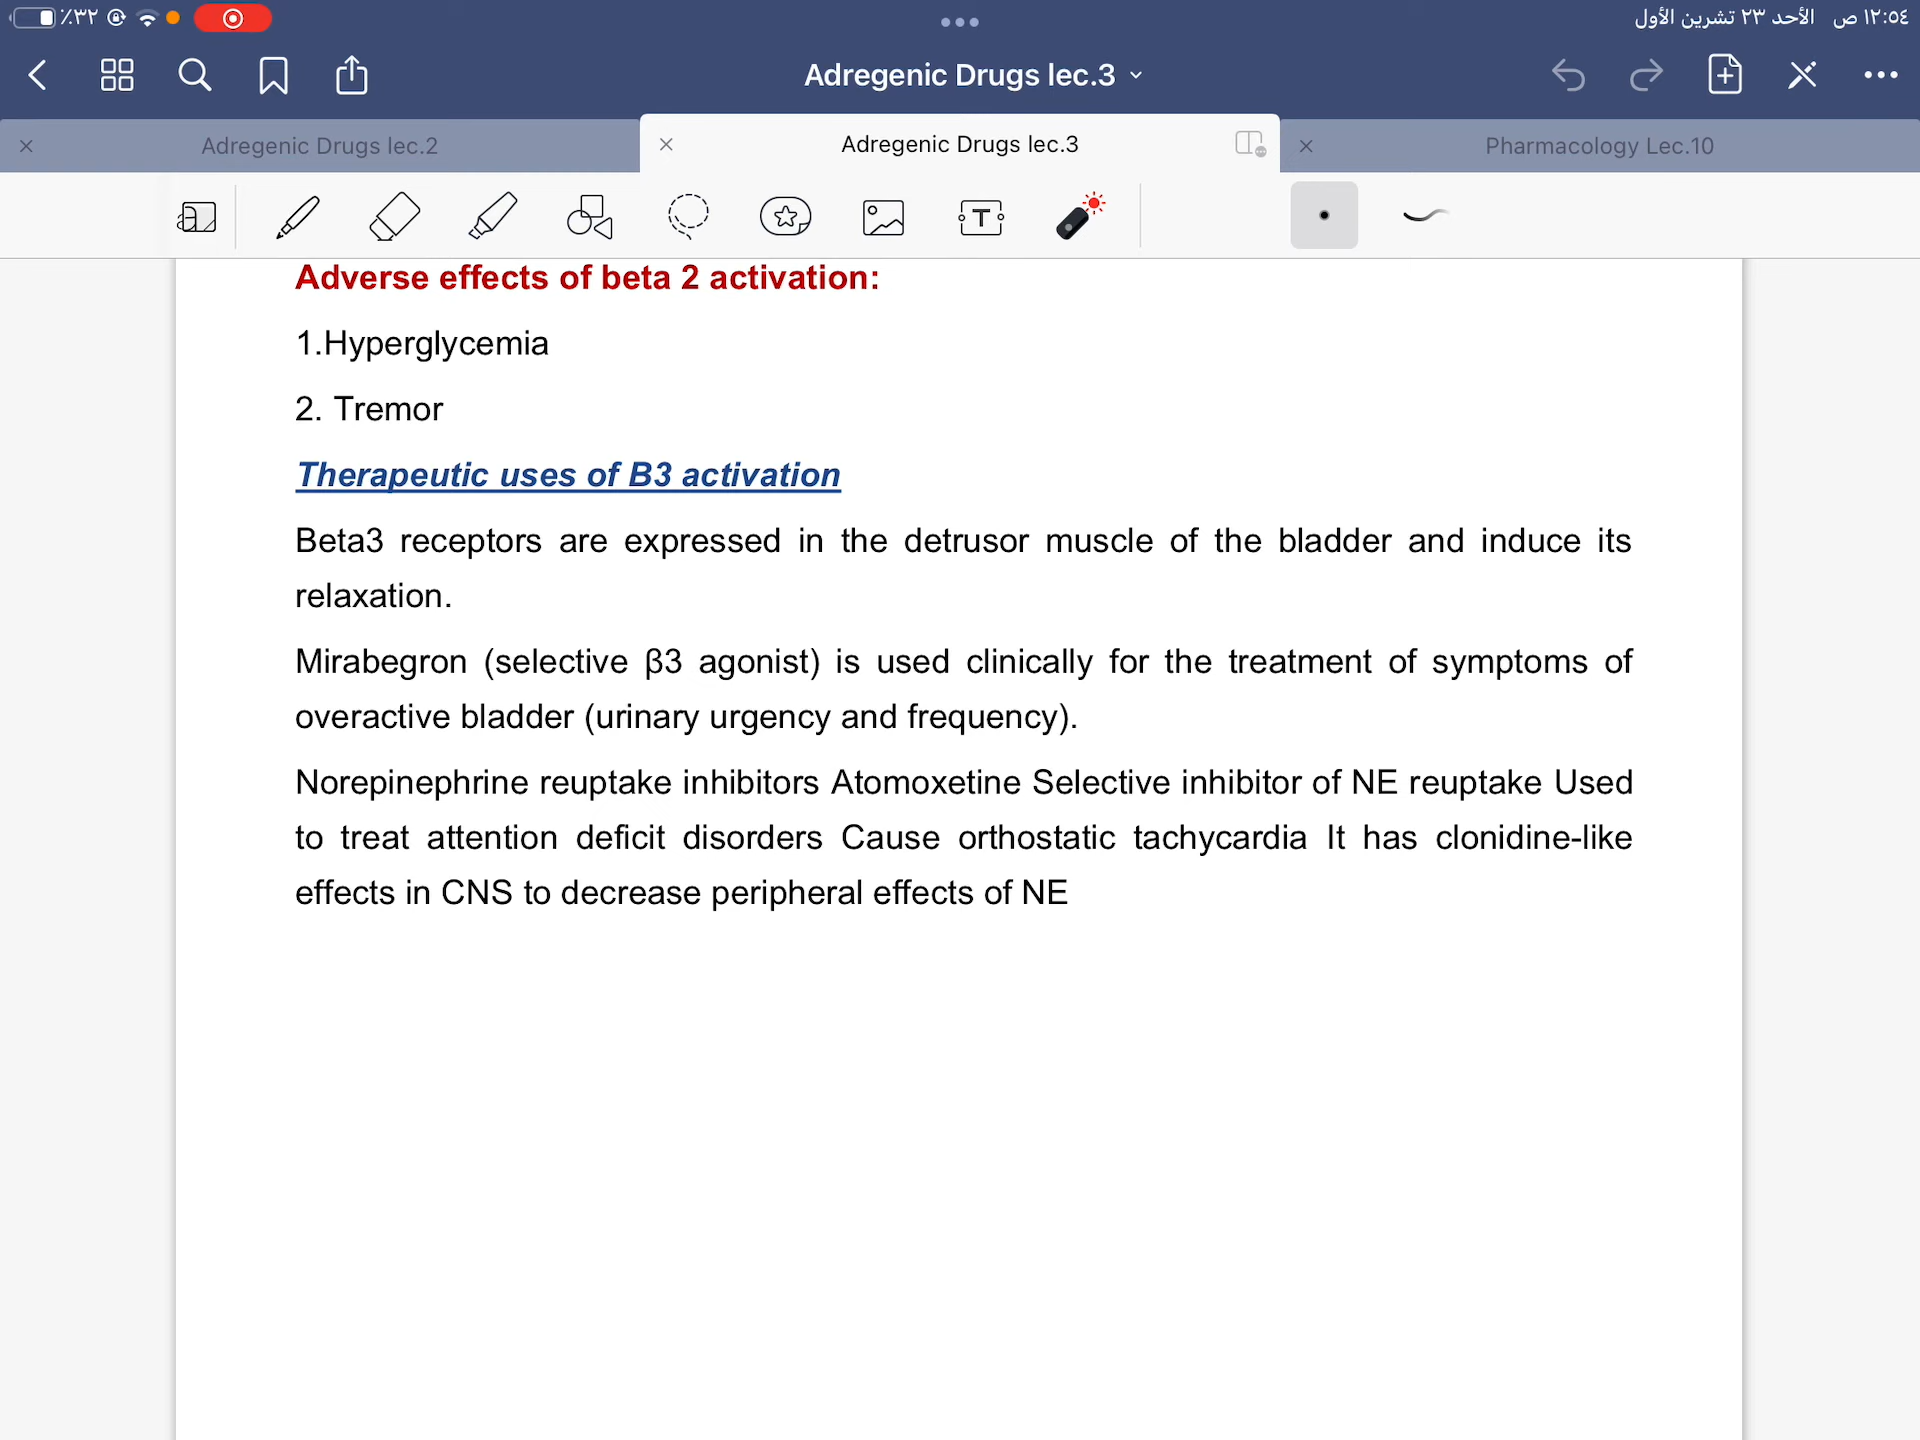 ٪٣٢
١٢:٥٤ ص الأحد ٢٣ تشرين الأول
Adregenic Drugs lec.3
Adregenic Drugs lec.2
Adregenic Drugs lec.3
Pharmacology Lec.10
Adverse effects of beta 2 activation:
1.Hyperglycemia
2. Tremor
Therapeutic uses of B3 activation
Beta3 receptors are expressed in the detrusor muscle of the bladder and induce its
relaxation.
Mirabegron (selective β3 agonist) is used clinically for the treatment of symptoms of
overactive bladder (urinary urgency and frequency).
Norepinephrine reuptake inhibitors Atomoxetine Selective inhibitor of NE reuptake Used
to treat attention deficit disorders Cause orthostatic tachycardia It has clonidine-like
effects in CNS to decrease peripheral effects of NE